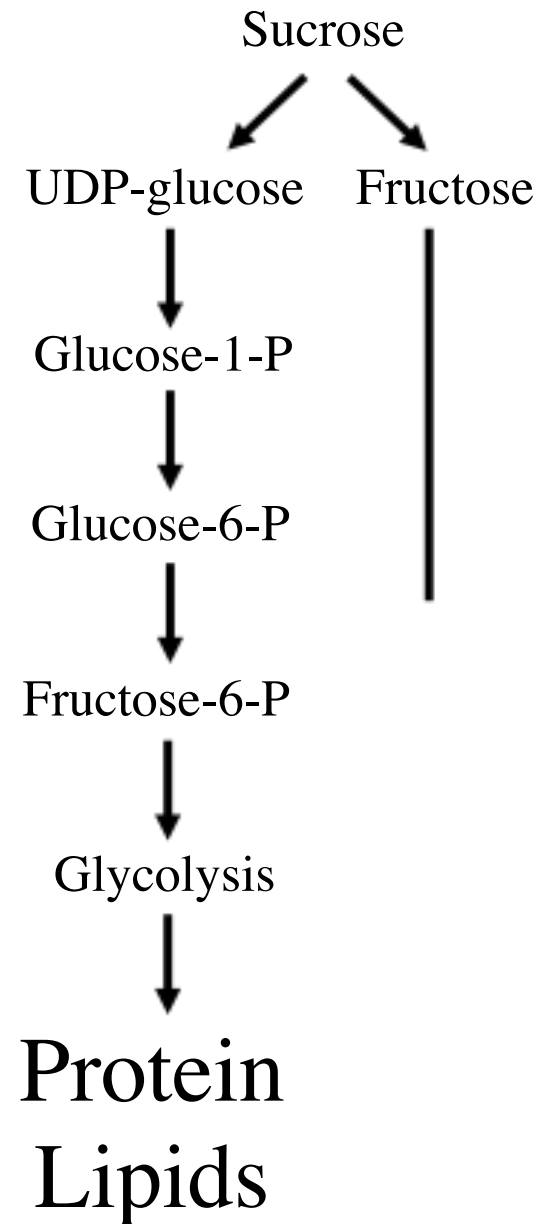 Sucrose
UDP-glucose Fructose
Glucose-1-P
Glucose-6-P
Fructose-6-P
Glycolysis
Protein
Lipids